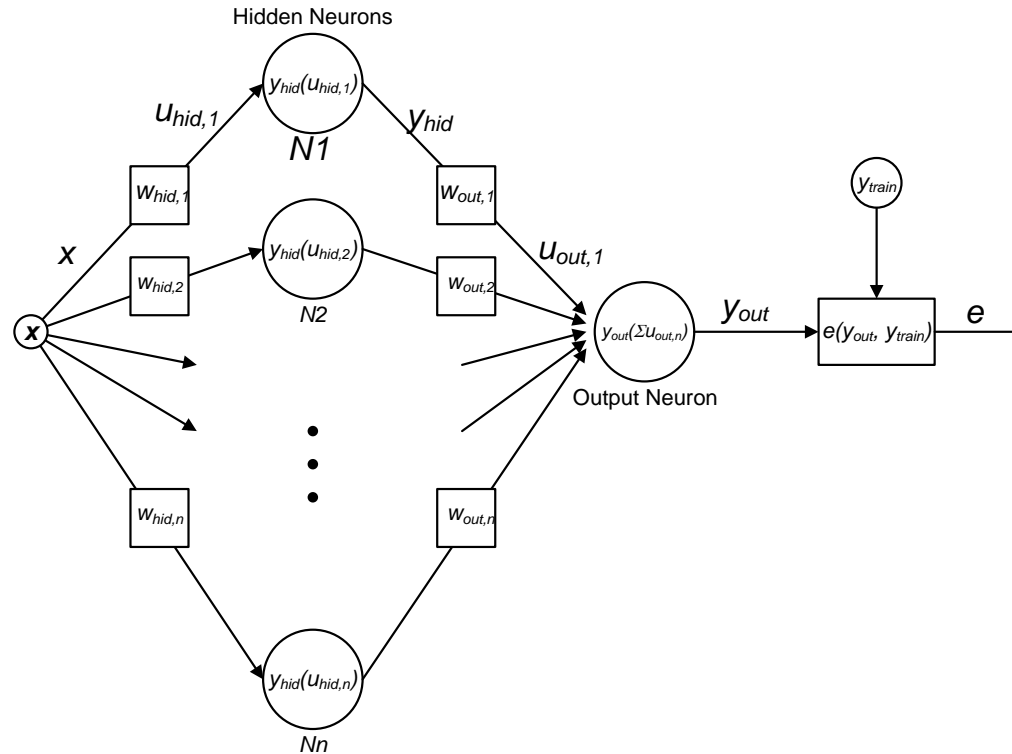 Hidden Neurons
y_hid(u_hid,1)
u_hid,1
y_hid
N1
w_hid,1
w_out,1
y_train
x
y_hid(u_hid,2)
u_out,1
w_hid,2
w_out,2
N2
x
y_out(Σu_out,n)
y_out
e(y_out, y_train)
e
Output Neuron
w_hid,n
w_out,n
y_hid(u_hid,n)
Nn